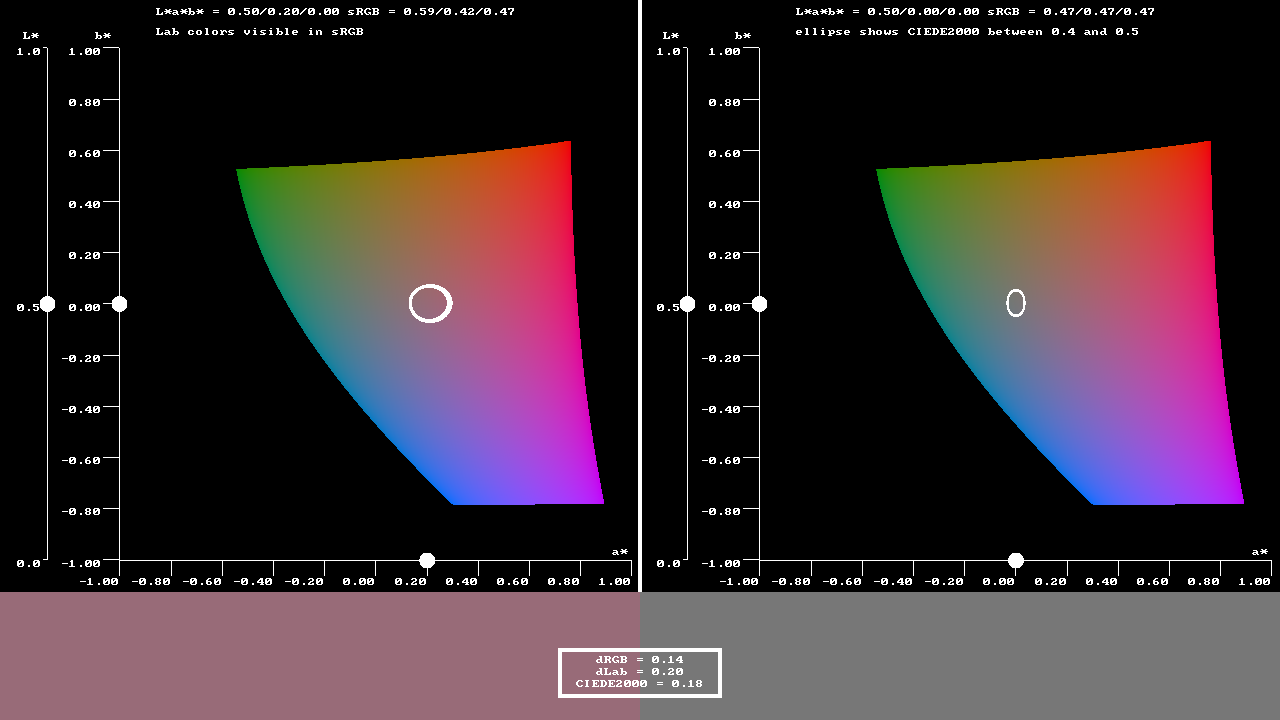 L*a*b* = 0.50/0.20/0.00 sRGB = 0.59/0.42/0.47
Lab colors visible in sRGB
L* b*
1.0 1.00
0.80
0.60
0.40
0.20
0.5 0.00
-0.20
-0.40
-0.60
-0.80
a*
0.0 -1.00
-1.00 -0.80 -0.60 -0.40 -0.20 0.00 0.20 0.40 0.60 0.80 1.00
L*a*b* = 0.50/0.00/0.00 sRGB = 0.47/0.47/0.47
ellipse shows CIEDE2000 between 0.4 and 0.5
L* b*
1.0 1.00
0.80
0.60
0.40
0.20
0.5 0.00
-0.20
-0.40
-0.60
-0.80
a*
0.0 -1.00
-1.00 -0.80 -0.60 -0.40 -0.20 0.00 0.20 0.40 0.60 0.80 1.00
dRGB = 0.14
dLab = 0.20
CIEDE2000 = 0.18